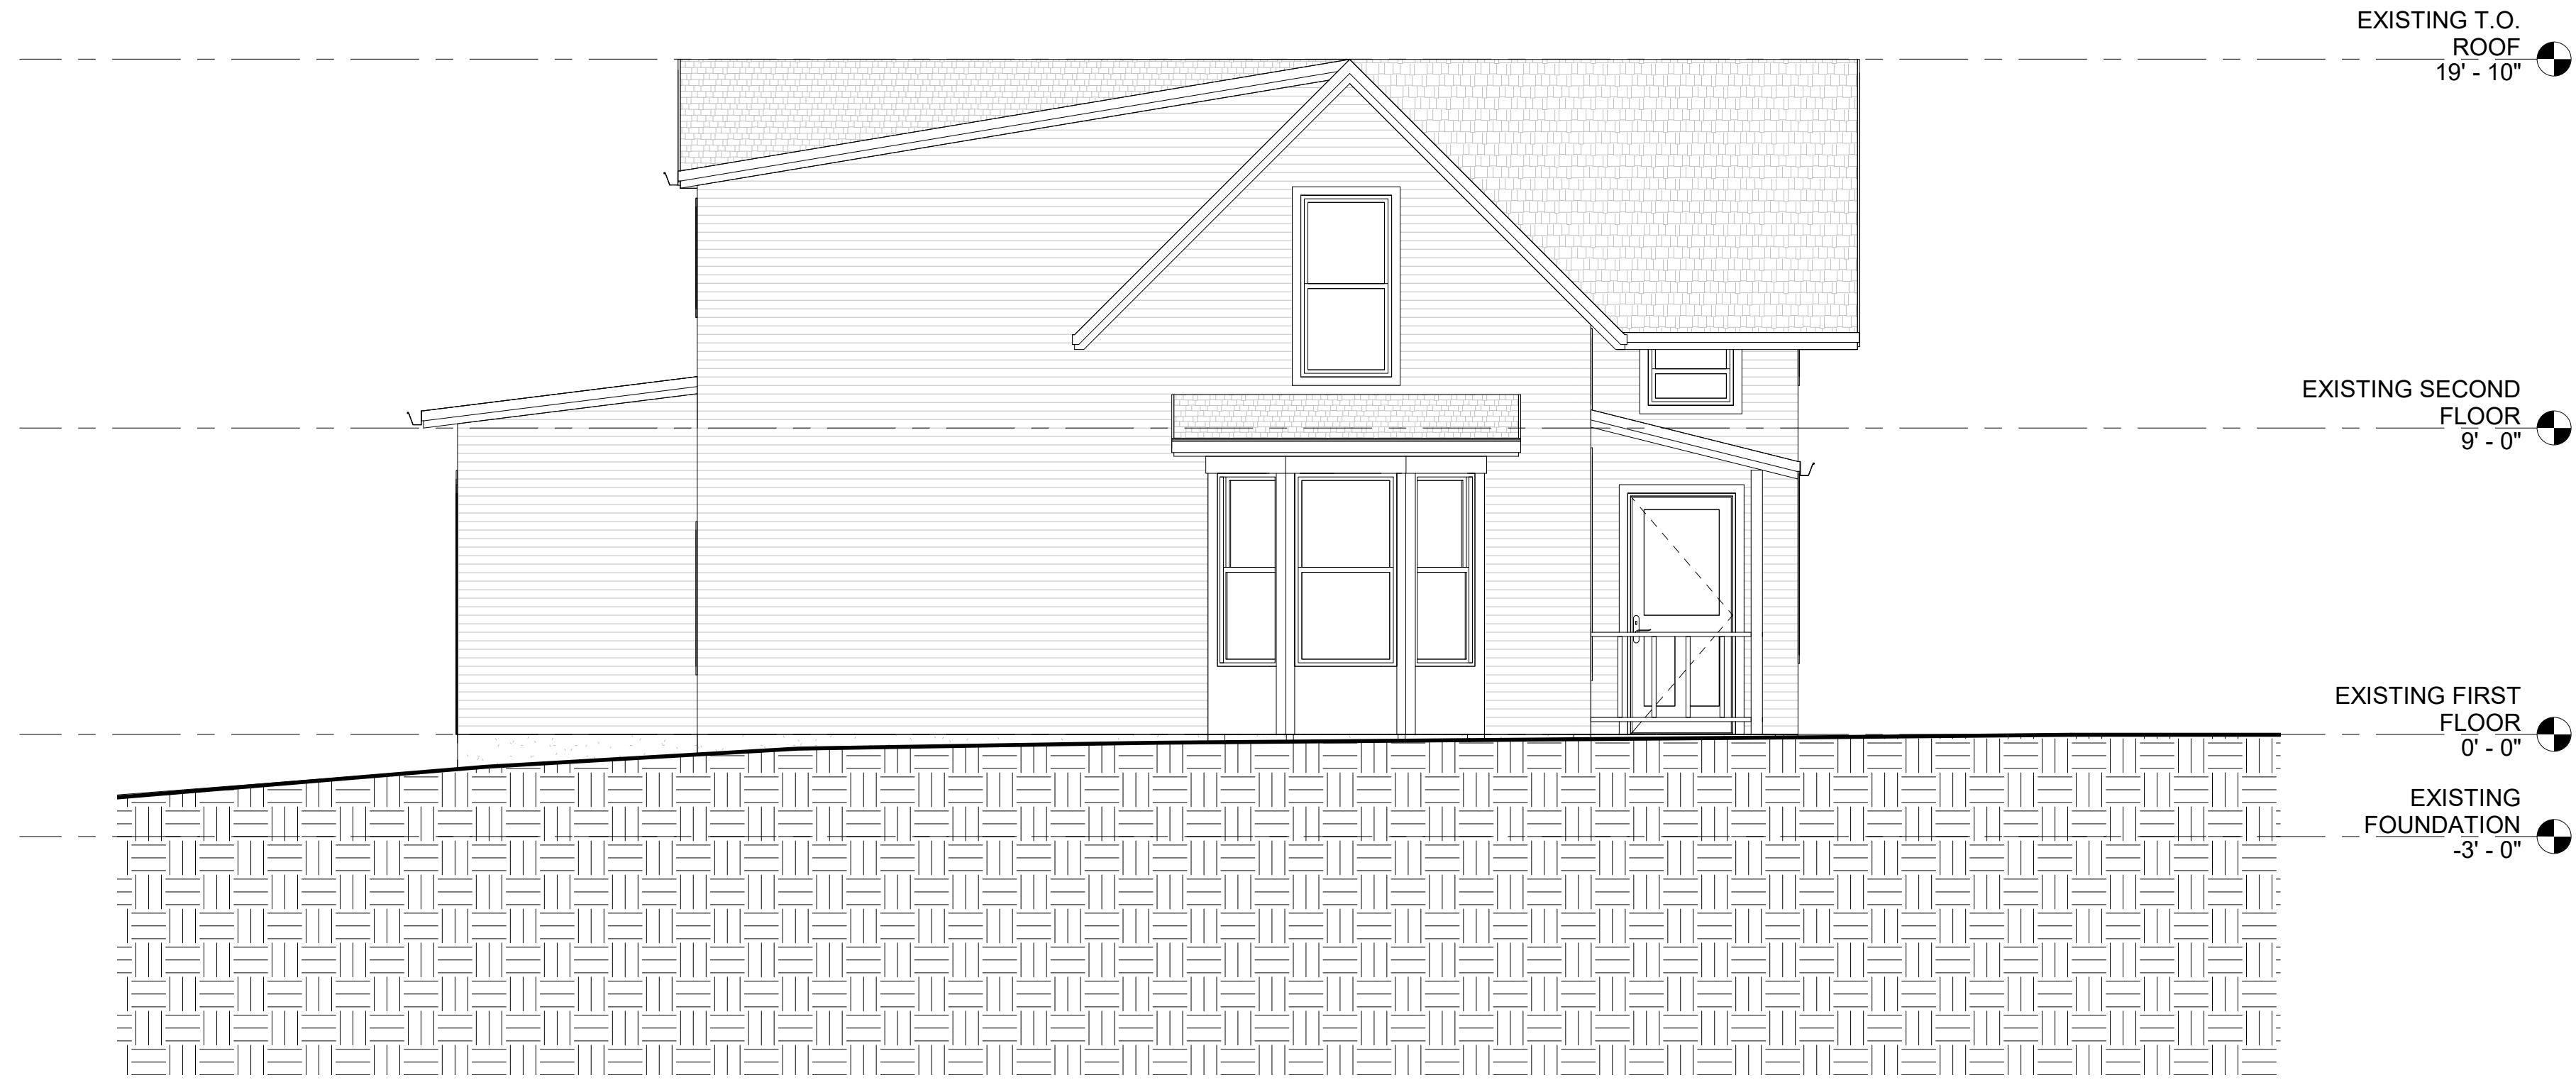 EXISTING T.O.
ROOF
19' - 10"
EXISTING SECOND
FLOOR
9' - 0"
EXISTING FIRST
FLOOR
0' - 0"
EXISTING
FOUNDATION
-3' - 0"